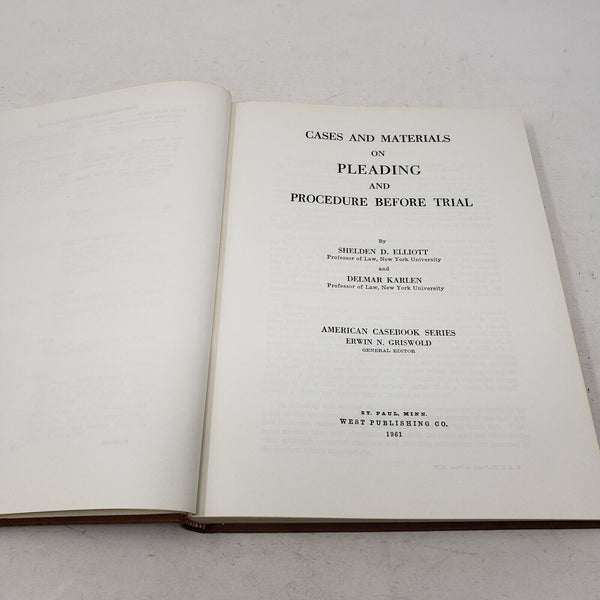 CASES AND MATERIALS
ON
PLEADING
AND
PROCEDURE BEFORE TRIAL
By
SHELDEN D. ELLIOTT
Professor of Law, New York University
and
DELMAR KARLEN
Professor of Law, New York University
AMERICAN CASEBOOK SERIES
ERWIN N. GRISWOLD
GENERAL EDITOR
ST. PAUL, MINN.
WEST PUBLISHING CO.
1961